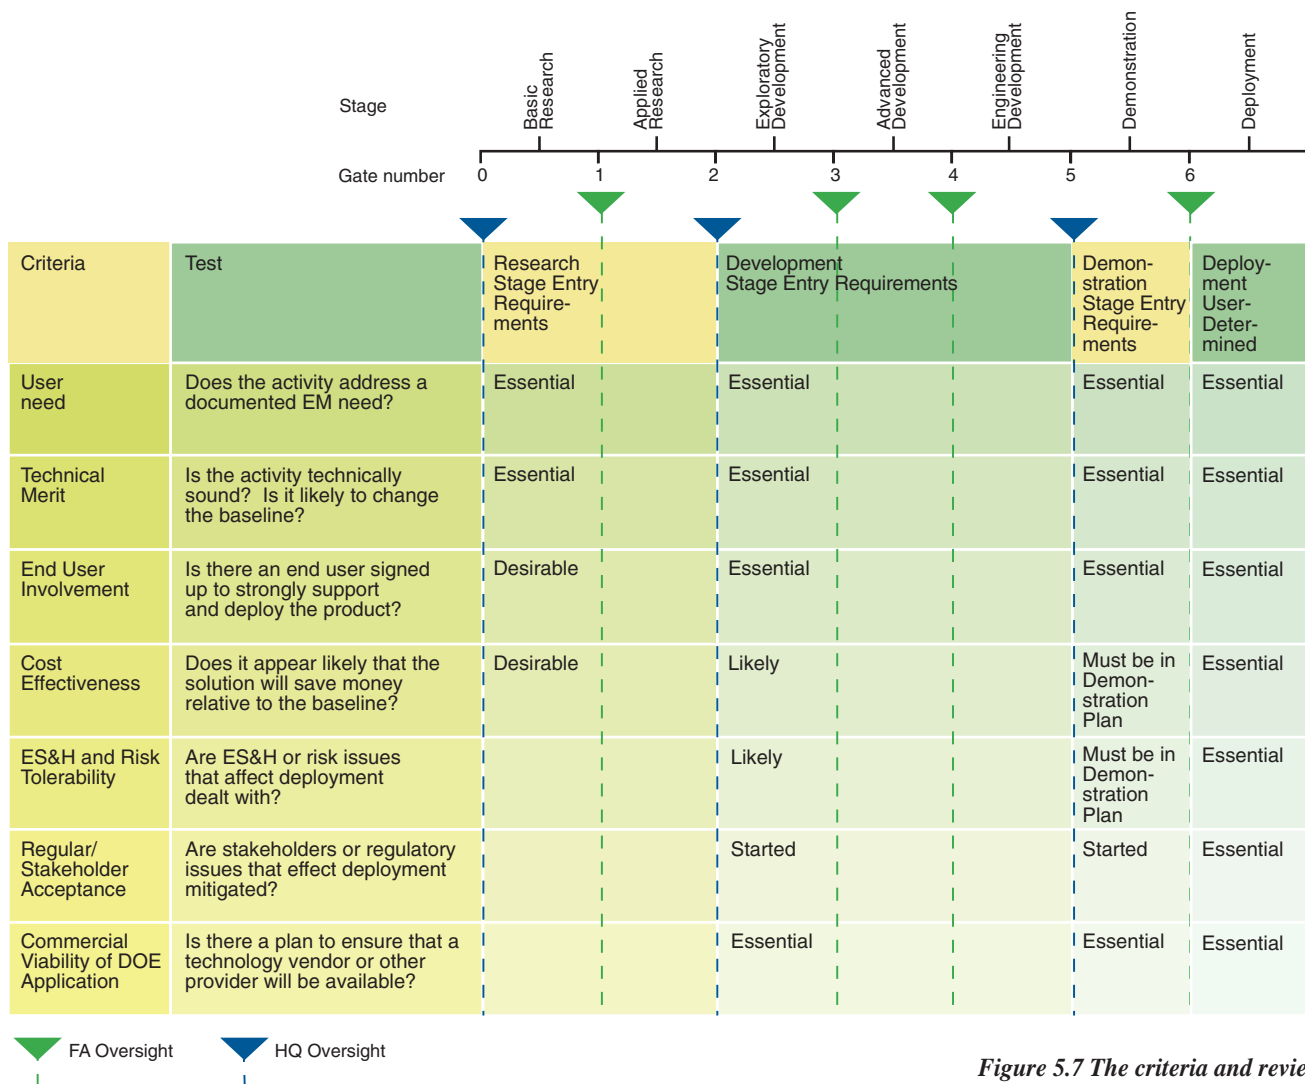 Stage
Basic
Research
Applied
Research
Exploratory
Development
Advanced
Development
Engineering
Development
Demonstration
Deployment
Gate number
0 1 2 3 4 5 6
Criteria
Test
Research
Stage Entry
Require-
ments
Development
Stage Entry Requirements
Demon-
stration
Stage Entry
Require-
ments
Deploy-
ment
User-
Deter-
mined
User
need
Does the activity address a
documented EM need?
Essential
Essential
Essential
Essential
Technical
Merit
Is the activity technically
sound? Is it likely to change
the baseline?
Essential
Essential
Essential
Essential
End User
Involvement
Is there an end user signed
up to strongly support
and deploy the product?
Desirable
Essential
Essential
Essential
Cost
Effectiveness
Does it appear likely that the
solution will save money
relative to the baseline?
Desirable
Likely
Must be in
Demon-
stration
Plan
Essential
ES&H and Risk
Tolerability
Are ES&H or risk issues
that affect deployment
dealt with?
Likely
Must be in
Demon-
stration
Plan
Essential
Regular/
Stakeholder
Acceptance
Are stakeholders or regulatory
issues that effect deployment
mitigated?
Started
Started
Essential
Commercial
Viability of DOE
Application
Is there a plan to ensure that a
technology vendor or other
provider will be available?
Essential
Essential
Essential
FA Oversight
HQ Oversight
Figure 5.7 The criteria and revie